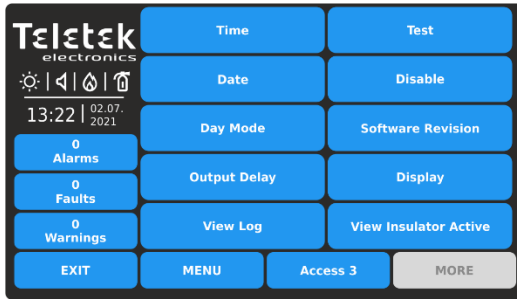 Teletek
electronics
13:22 02.07.
2021
0
Alarms
0
Faults
0
Warnings
Time
Test
Date
Disable
Day Mode
Software Revision
Output Delay
Display
View Log
View Insulator Active
EXIT
MENU
Access 3
MORE